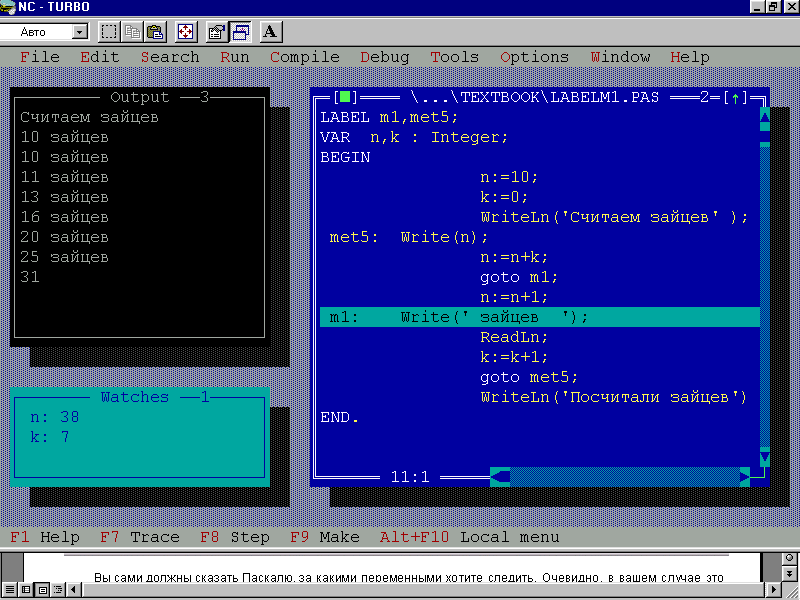 NC - TURBO
Авто
A
File Edit Search Run Compile Debug Tools Options Window Help
Output 3
Считаем зайцев
10 зайцев
10 зайцев
11 зайцев
13 зайцев
16 зайцев
20 зайцев
25 зайцев
31
Watches 1
n: 38
k: 7
\...\TEXTBOOK\LABELM1.PAS 2=[↑]
LABEL m1,met5;
VAR n,k : Integer;
BEGIN
n:=10;
k:=0;
WriteLn('Считаем зайцев' );
met5: Write(n);
n:=n+k;
goto m1;
n:=n+1;
m1: Write(' зайцев ');
ReadLn;
k:=k+1;
goto met5;
WriteLn('Посчитали зайцев')
END.
11:1
F1 Help F7 Trace F8 Step F9 Make Alt+F10 Local menu
Вы сами должны сказать Паскалю, за какими переменными хотите следить. Очевидно, в вашем случае это